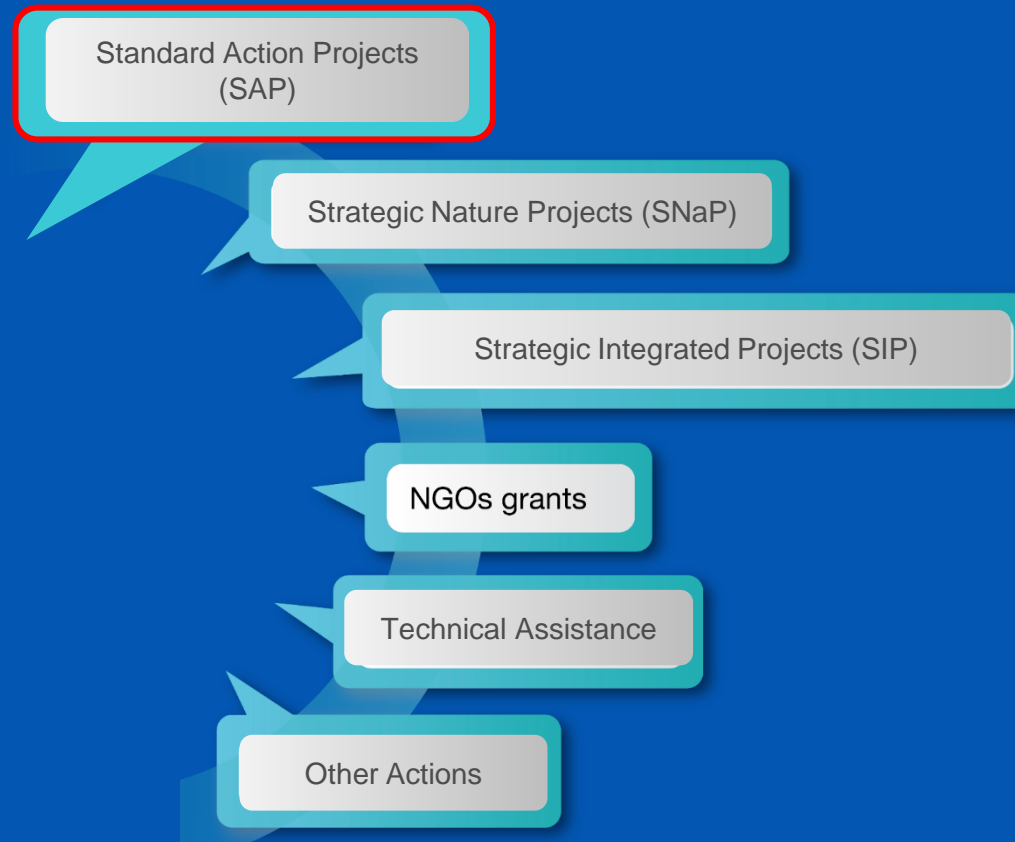 Standard Action Projects
(SAP)
Strategic Nature Projects (SNaP)
Strategic Integrated Projects (SIP)
NGOs grants
Technical Assistance
Other Actions